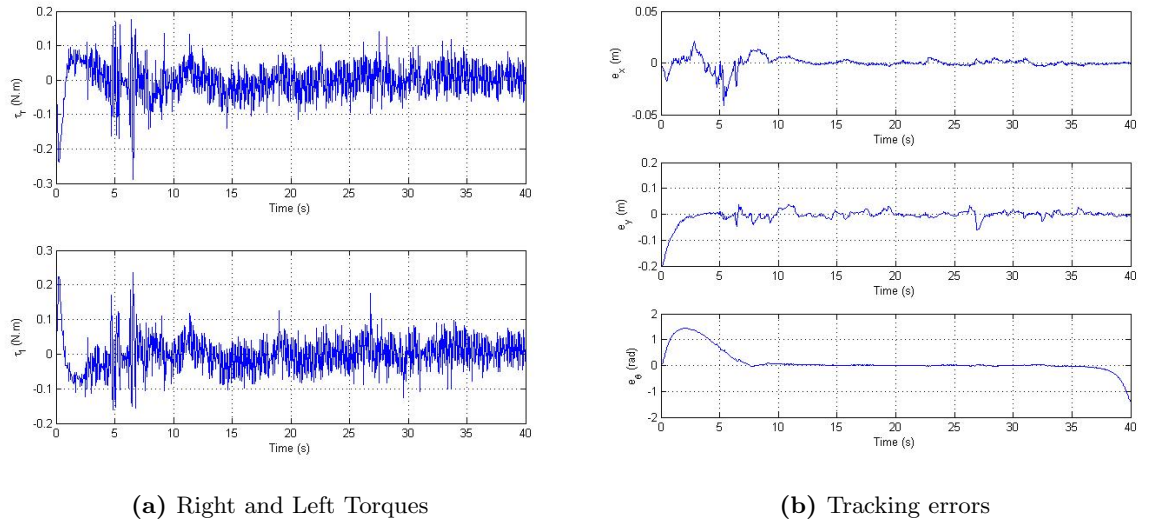 0.2
0.1
0
-0.1
-0.2
-0.3
τr (N.m)
0 5 10 15 20 25 30 35 40
Time (s)
0.3
0.2
0.1
0
-0.1
-0.2
τl (N.m)
0 5 10 15 20 25 30 35 40
Time (s)
(a) Right and Left Torques
0.05
0
-0.05
ex (m)
0 5 10 15 20 25 30 35 40
Time (s)
0.2
0.1
0
-0.1
-0.2
ey (m)
0 5 10 15 20 25 30 35 40
Time (s)
2
1
0
-1
-2
eθ (rad)
0 5 10 15 20 25 30 35 40
Time (s)
(b) Tracking errors